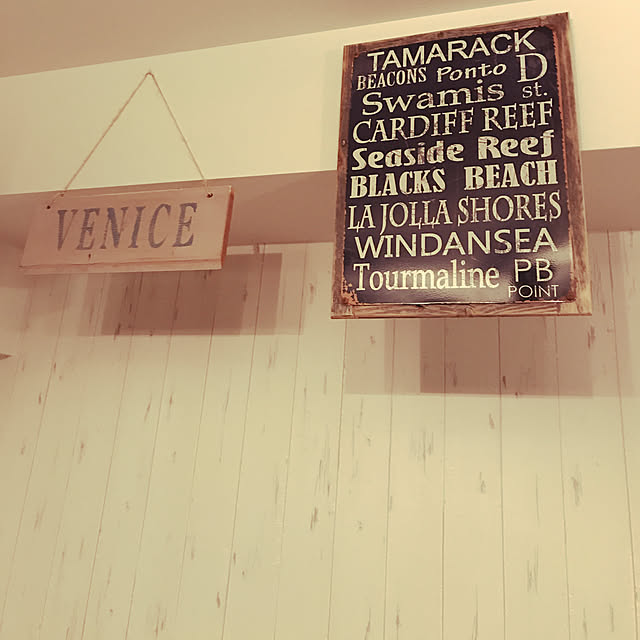 VENICE
TAMARACK
BEACONS Ponto D
Swamis st.
CARDIFF REEF
Seaside Reef
BLACKS BEACH
LA JOLLA SHORES
WINDANSEA
Tourmaline PB
POINT